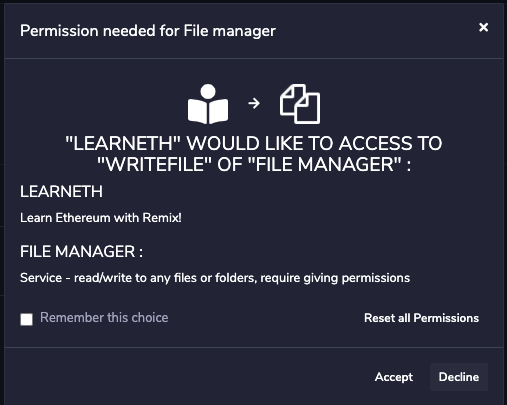 Permission needed for File manager
"LEARNETH" WOULD LIKE TO ACCESS TO
"WRITEFILE" OF "FILE MANAGER" :
LEARNETH
Learn Ethereum with Remix!
FILE MANAGER :
Service - read/write to any files or folders, require giving permissions
Remember this choice
Reset all Permissions
Accept
Decline